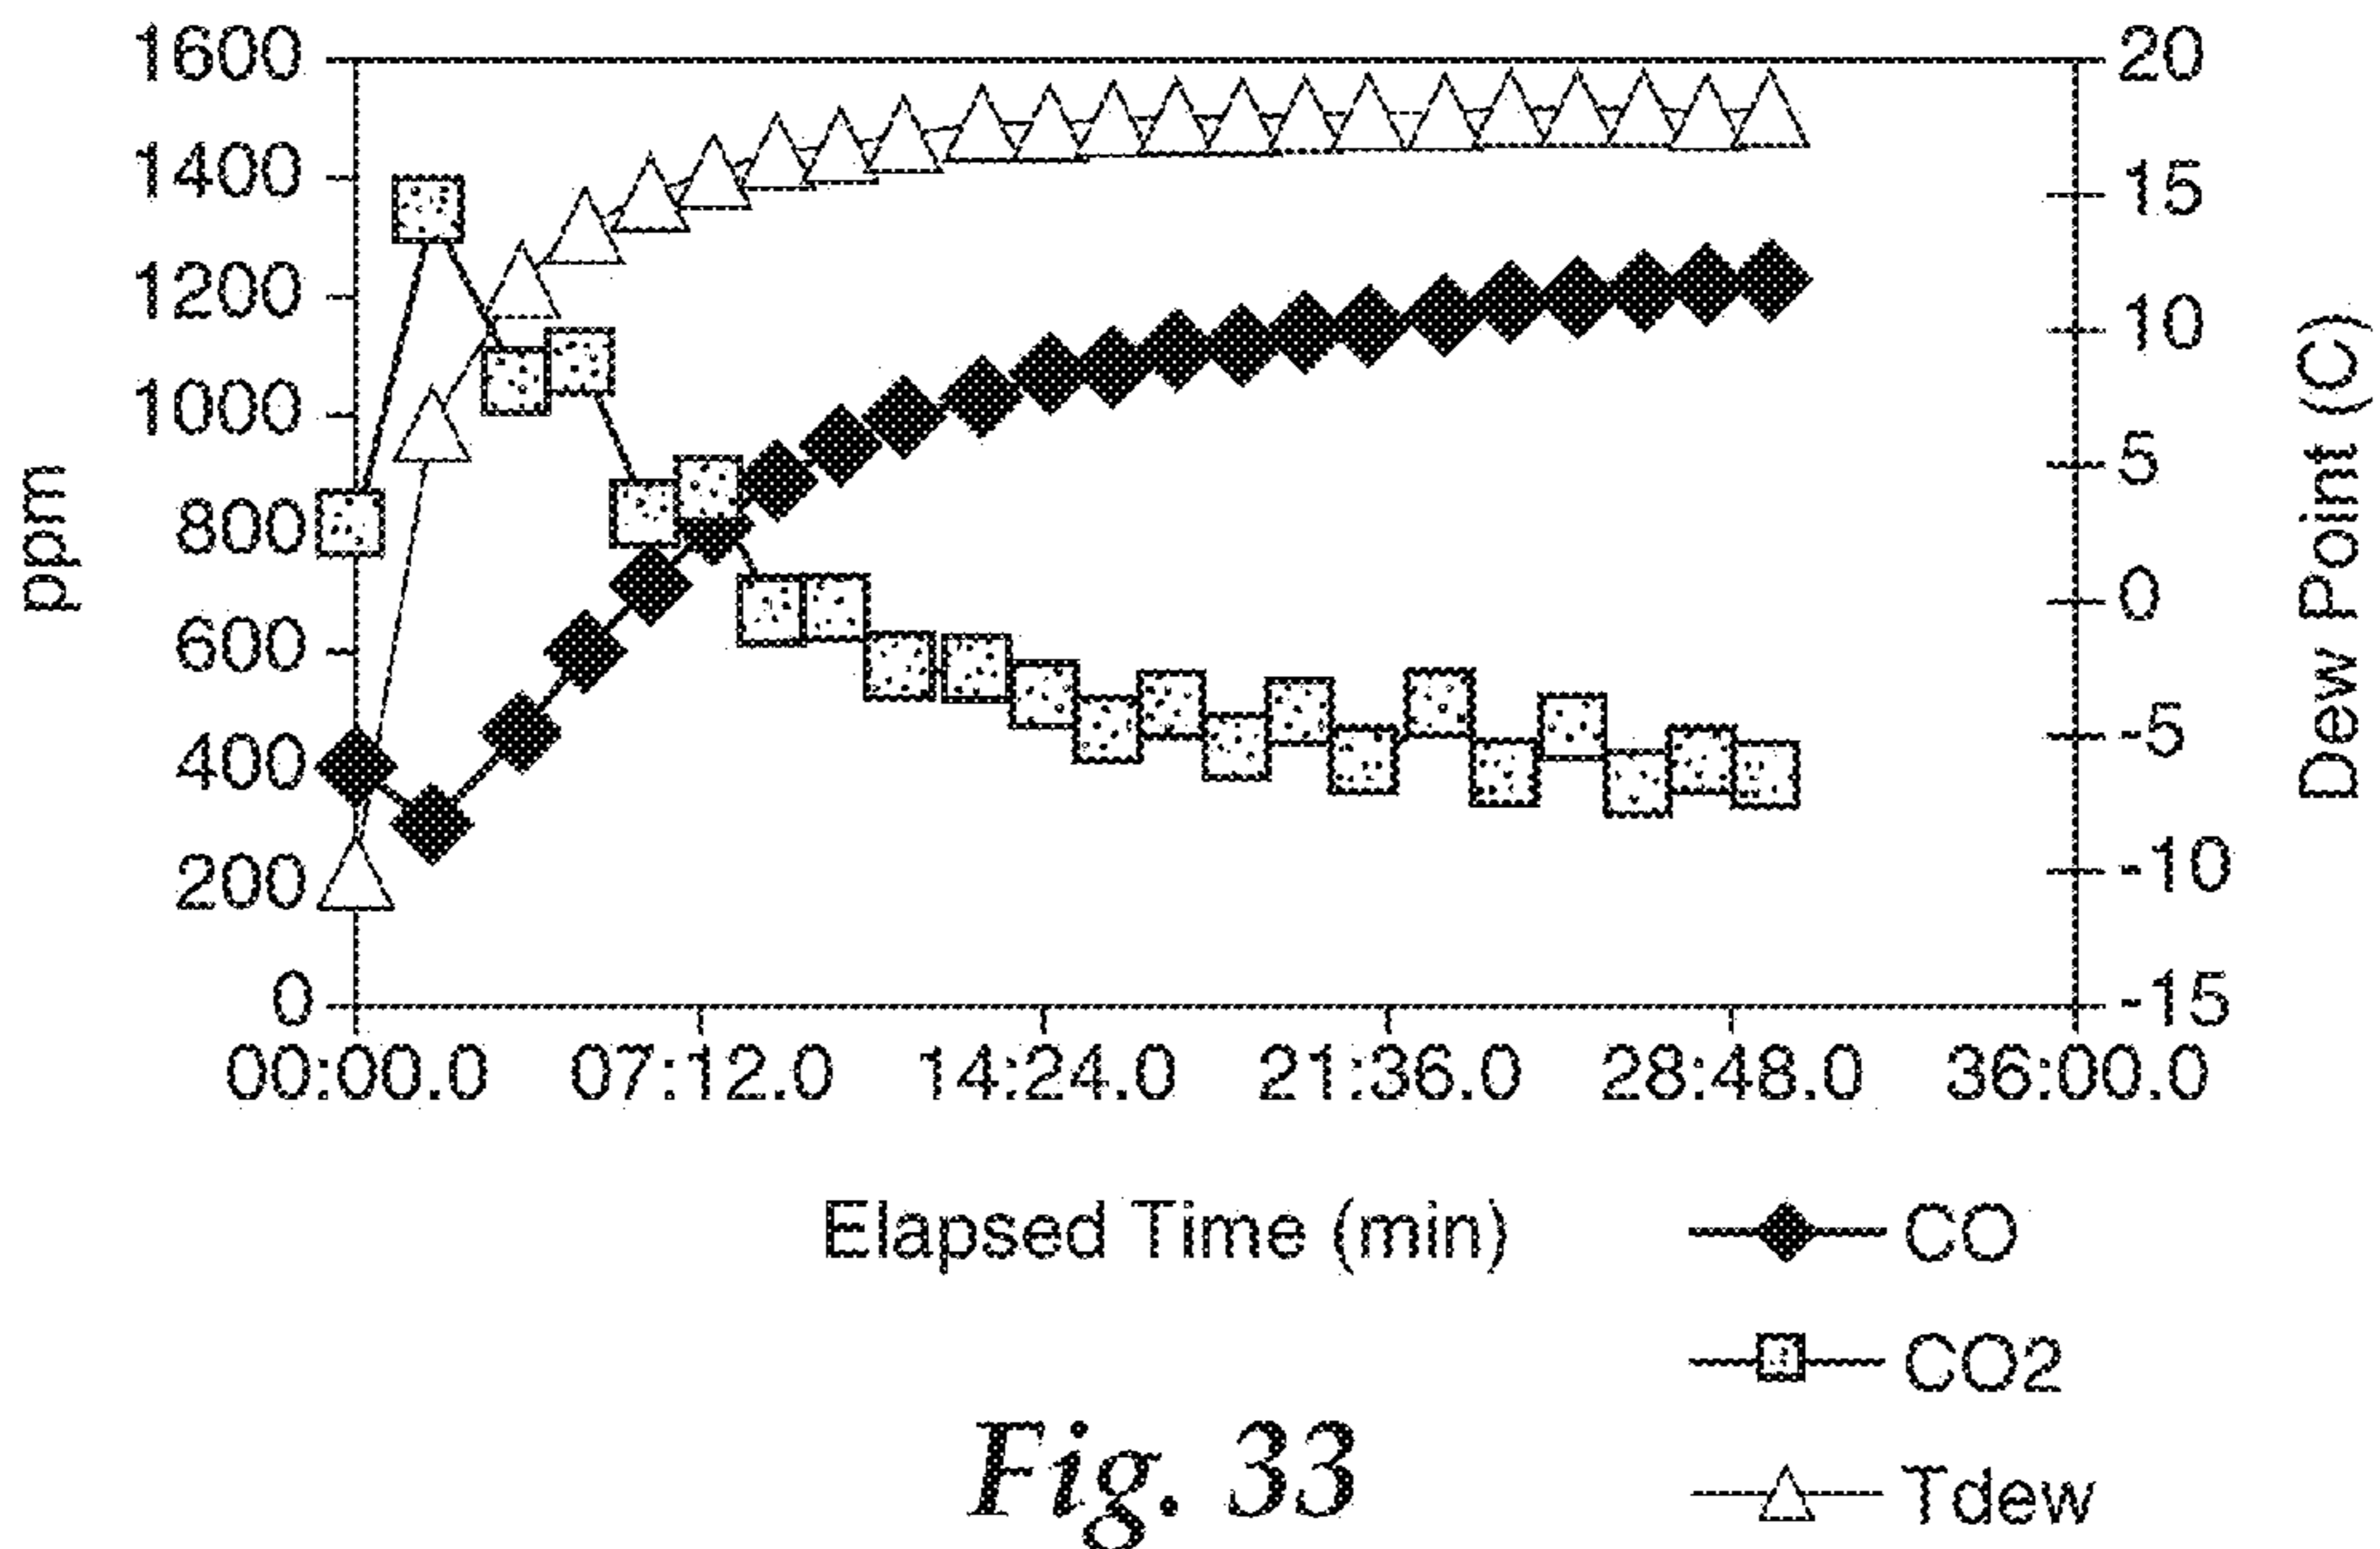 1600
1400
1200
1000
800
600
400
200
0
ppm
20
15
10
5
0
-5
-10
-15
Dew Point (C)
00:00.0 07:12.0 14:24.0 21:36.0 28:48.0 36:00.0
Elapsed Time (min)
CO
CO2
Tdew
Fig. 33